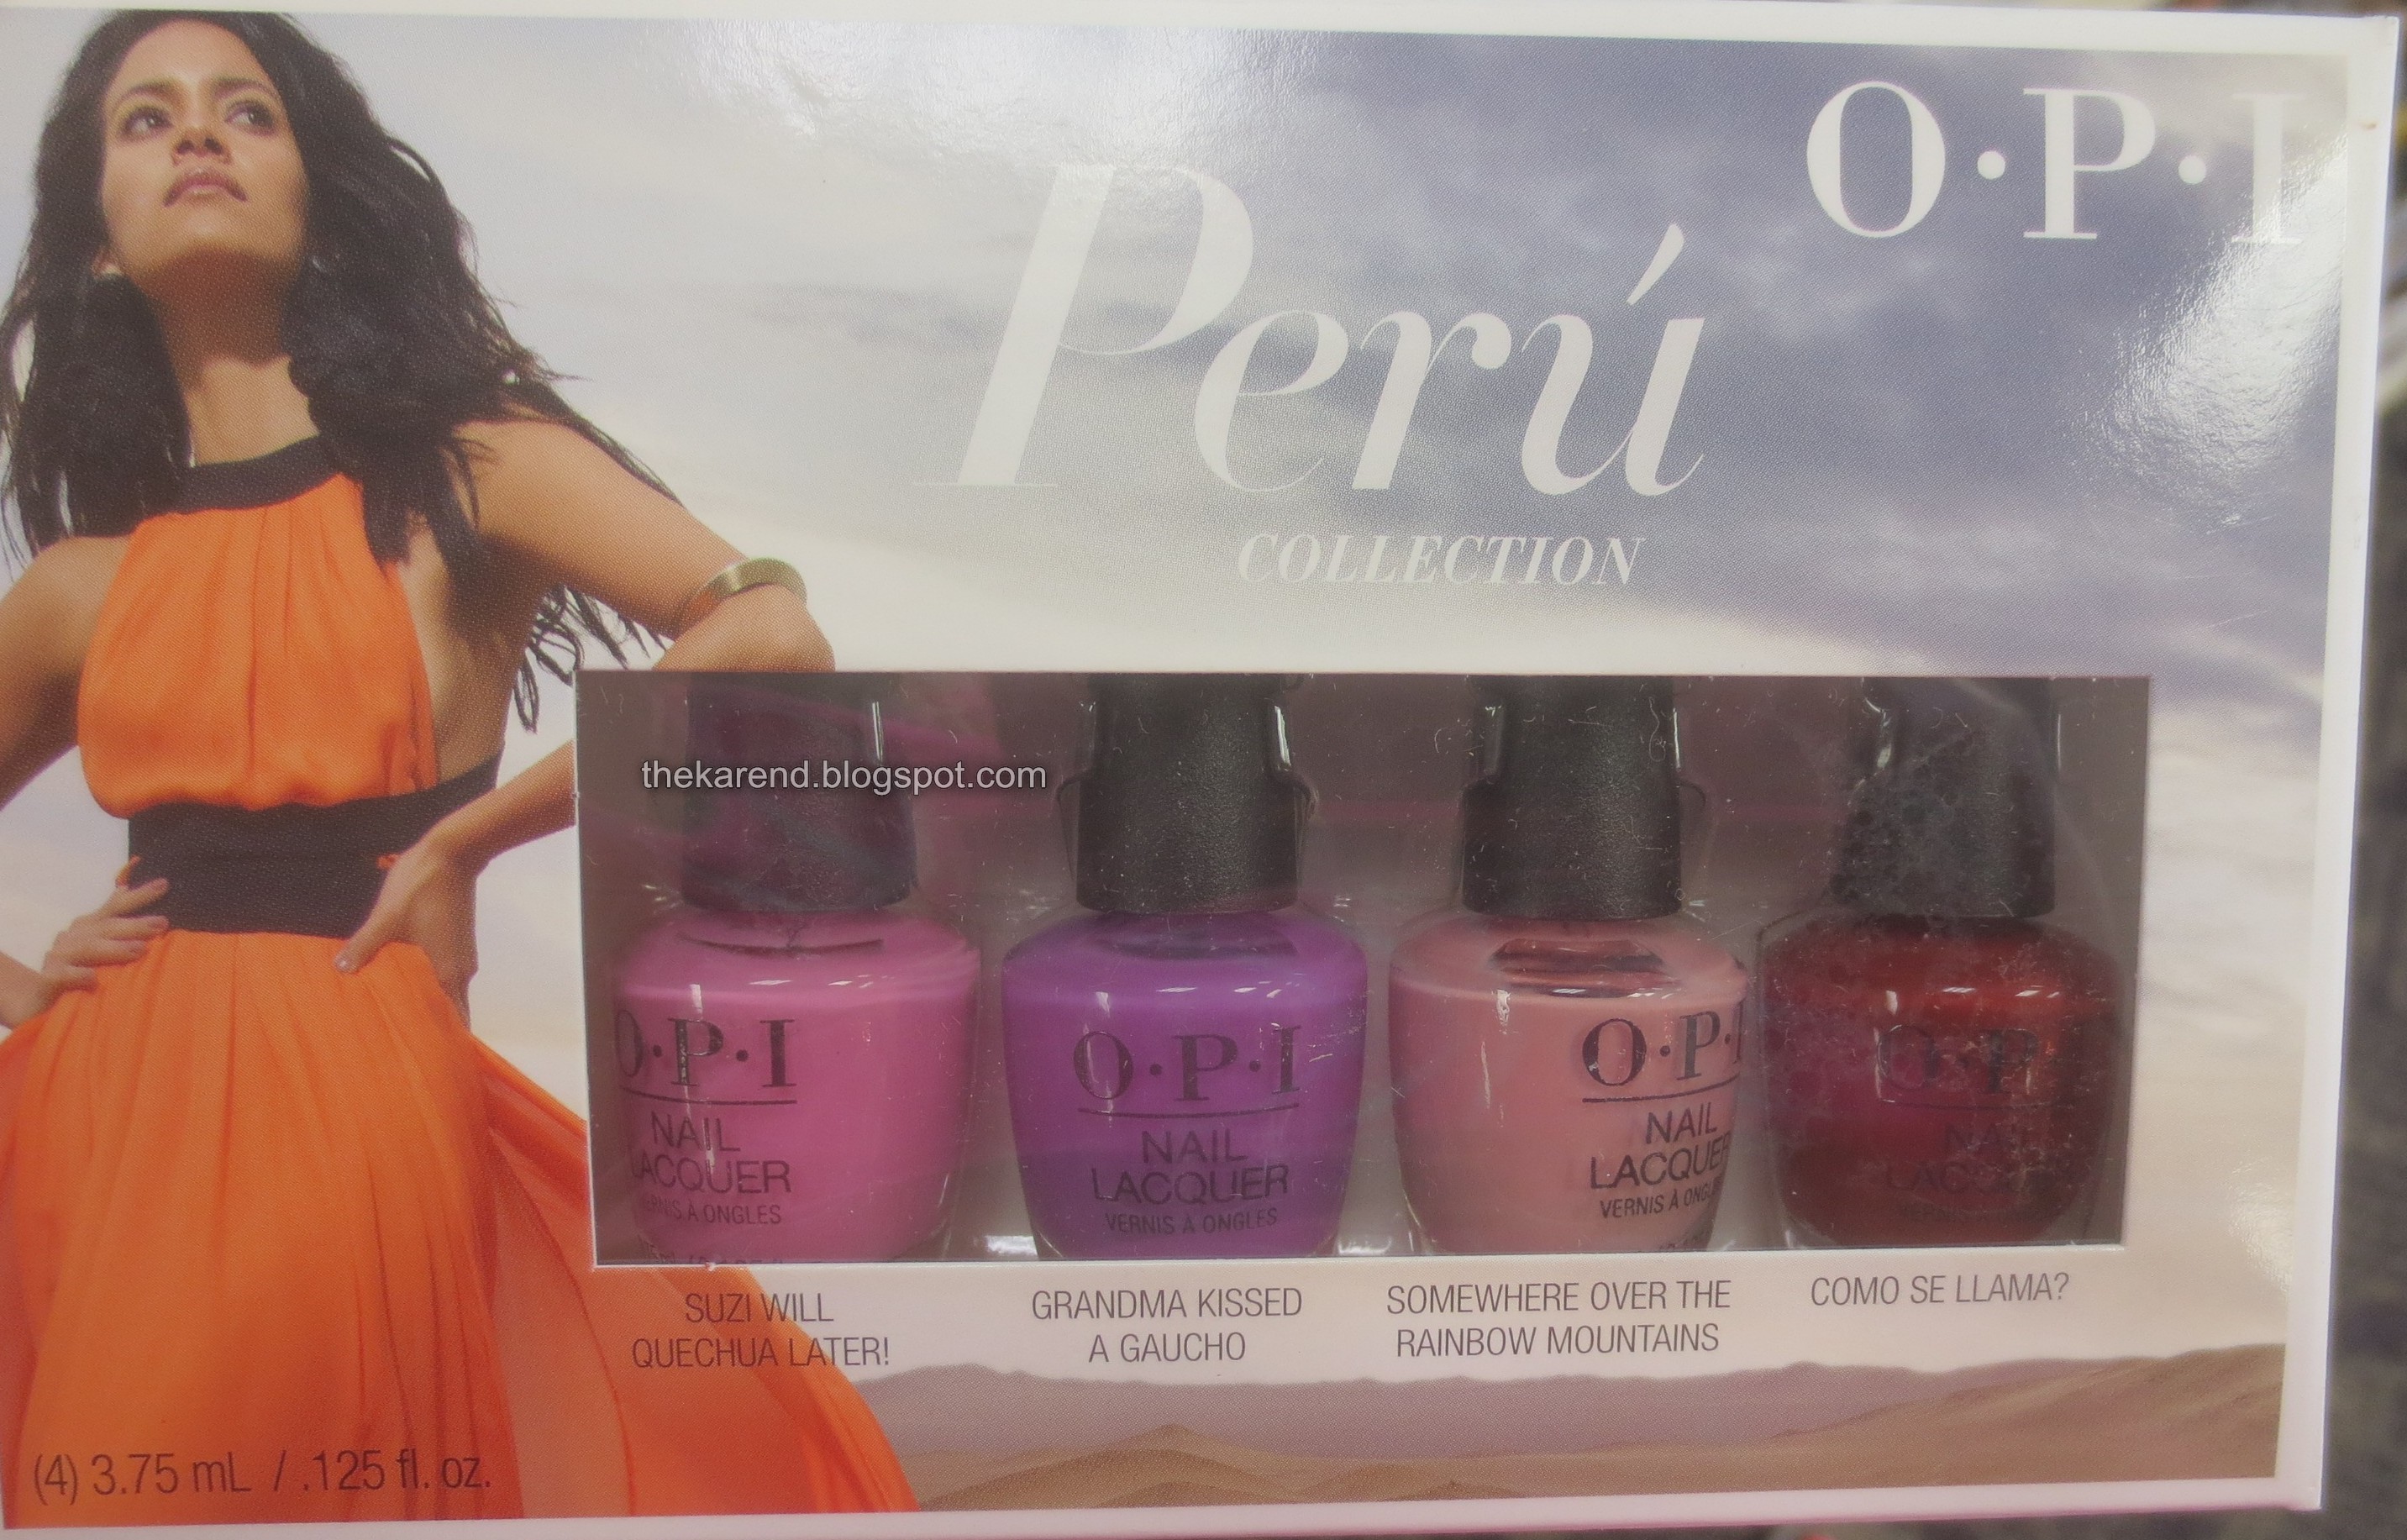 O·P·I
Perú
COLLECTION
thekarend.blogspot.com
O·P·I
NAIL
LACQUER
VERNIS À ONGLES
O·P·I
NAIL
LACQUER
VERNIS À ONGLES
O·P·I
NAIL
LACQUER
VERNIS À
O·P
NAIL
LACQUER
SUZI WILL
QUECHUA LATER!
GRANDMA KISSED
A GAUCHO
SOMEWHERE OVER THE
RAINBOW MOUNTAINS
COMO SE LLAMA?
(4) 3.75 mL / .125 fl. oz.